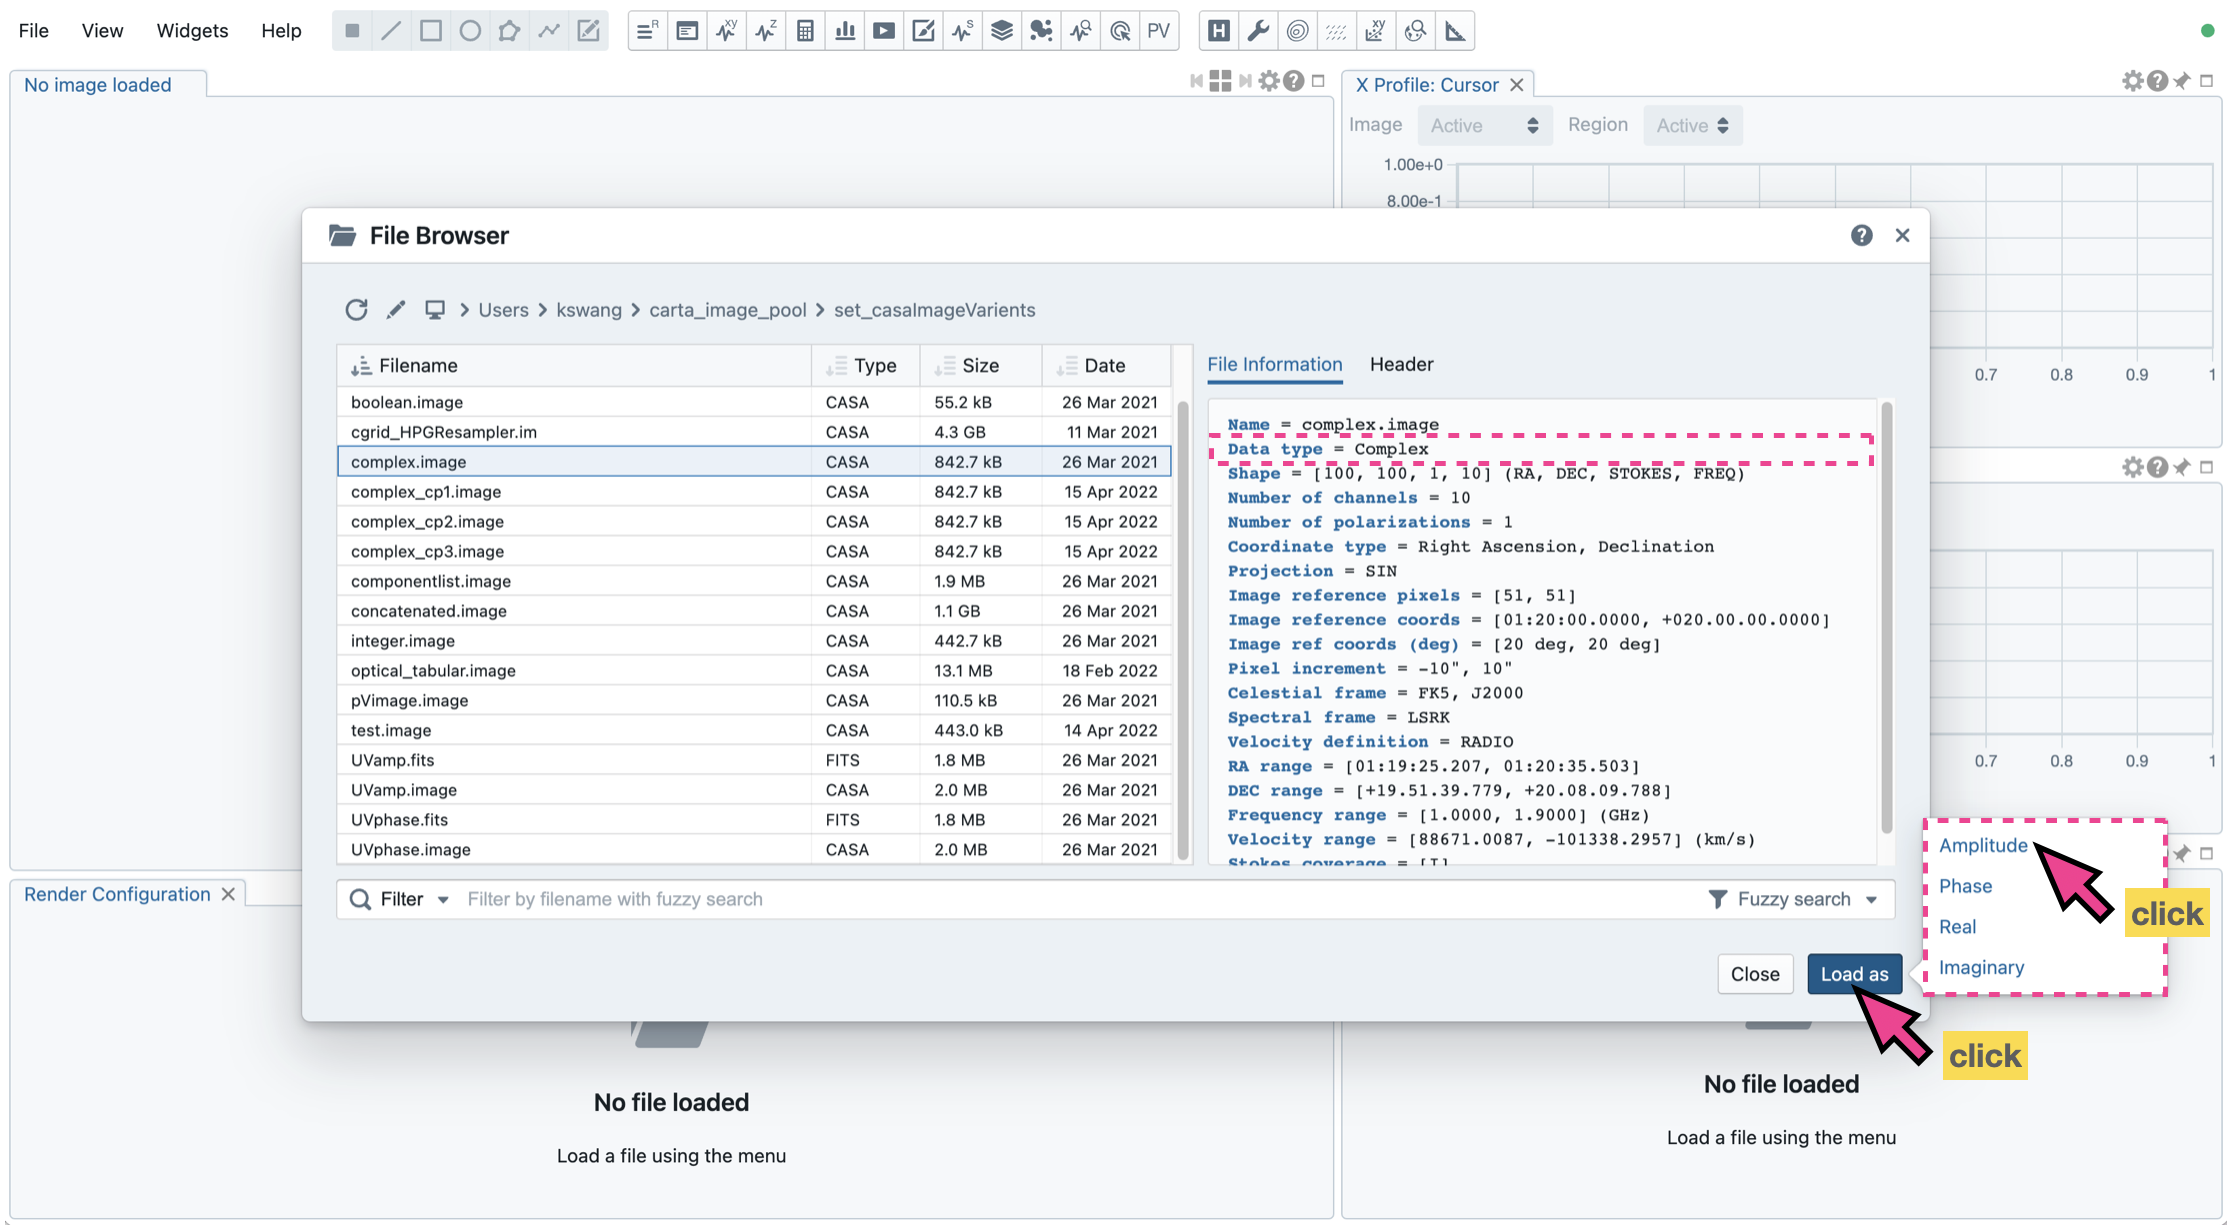 File View Widgets Help
R XY Z S PV H XY
No image loaded
X Profile: Cursor
Image Active Region Active
1.00e+0
8.00e-1
0.7 0.8 0.9 1
0.7 0.8 0.9 1
File Browser
Users kswang carta_image_pool set_casaImageVarients
Filename Type Size Date
boolean.image CASA 55.2 kB 26 Mar 2021
cgrid_HPGResampler.im CASA 4.3 GB 11 Mar 2021
complex.image CASA 842.7 kB 26 Mar 2021
complex_cp1.image CASA 842.7 kB 15 Apr 2022
complex_cp2.image CASA 842.7 kB 15 Apr 2022
complex_cp3.image CASA 842.7 kB 15 Apr 2022
componentlist.image CASA 1.9 MB 26 Mar 2021
concatenated.image CASA 1.1 GB 26 Mar 2021
integer.image CASA 442.7 kB 26 Mar 2021
optical_tabular.image CASA 13.1 MB 18 Feb 2022
pVimage.image CASA 110.5 kB 26 Mar 2021
test.image CASA 443.0 kB 14 Apr 2022
UVamp.fits FITS 1.8 MB 26 Mar 2021
UVamp.image CASA 2.0 MB 26 Mar 2021
UVphase.fits FITS 1.8 MB 26 Mar 2021
UVphase.image CASA 2.0 MB 26 Mar 2021
File Information Header
Name = complex.image
Data type = Complex
Shape = [100, 100, 1, 10] (RA, DEC, STOKES, FREQ)
Number of channels = 10
Number of polarizations = 1
Coordinate type = Right Ascension, Declination
Projection = SIN
Image reference pixels = [51, 51]
Image reference coords = [01:20:00.0000, +020.00.00.0000]
Image ref coords (deg) = [20 deg, 20 deg]
Pixel increment = -10", 10"
Celestial frame = FK5, J2000
Spectral frame = LSRK
Velocity definition = RADIO
RA range = [01:19:25.207, 01:20:35.503]
DEC range = [+19.51.39.779, +20.08.09.788]
Frequency range = [1.0000, 1.9000] (GHz)
Velocity range = [88671.0087, -101338.2957] (km/s)
Stokes coverage = [I]
Filter Filter by filename with fuzzy search Fuzzy search
Close Load as
Amplitude
Phase
Real
Imaginary
click
click
Render Configuration
No file loaded
Load a file using the menu
No file loaded
Load a file using the menu